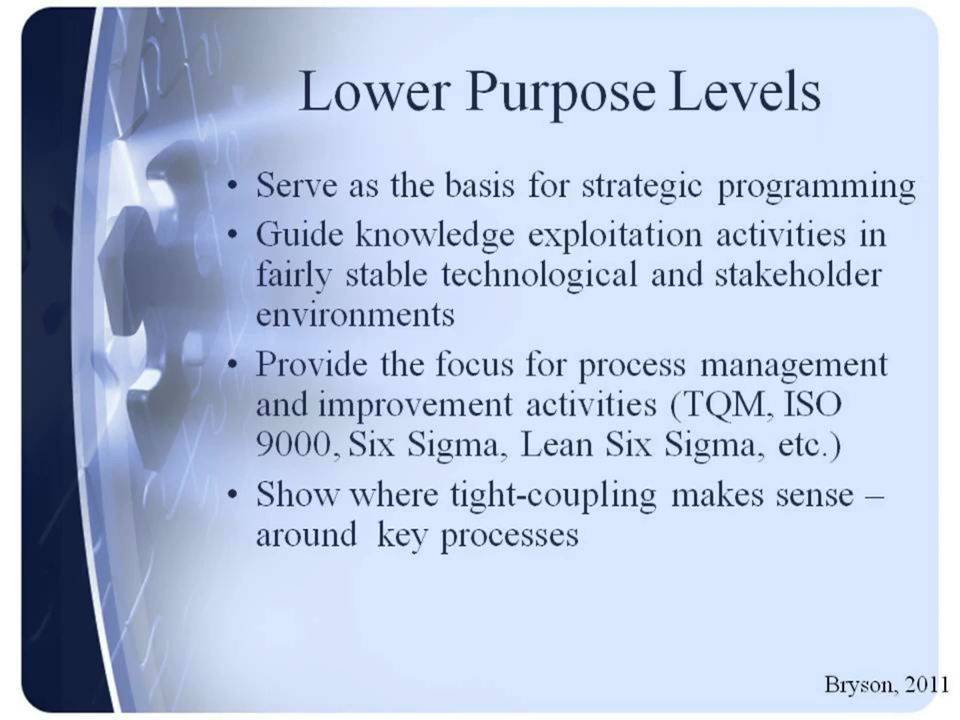 Lower Purpose Levels
• Serve as the basis for strategic programming
• Guide knowledge exploitation activities in
fairly stable technological and stakeholder
environments
• Provide the focus for process management
and improvement activities (TQM, ISO
9000, Six Sigma, Lean Six Sigma, etc.)
• Show where tight-coupling makes sense –
around key processes
Bryson, 2011